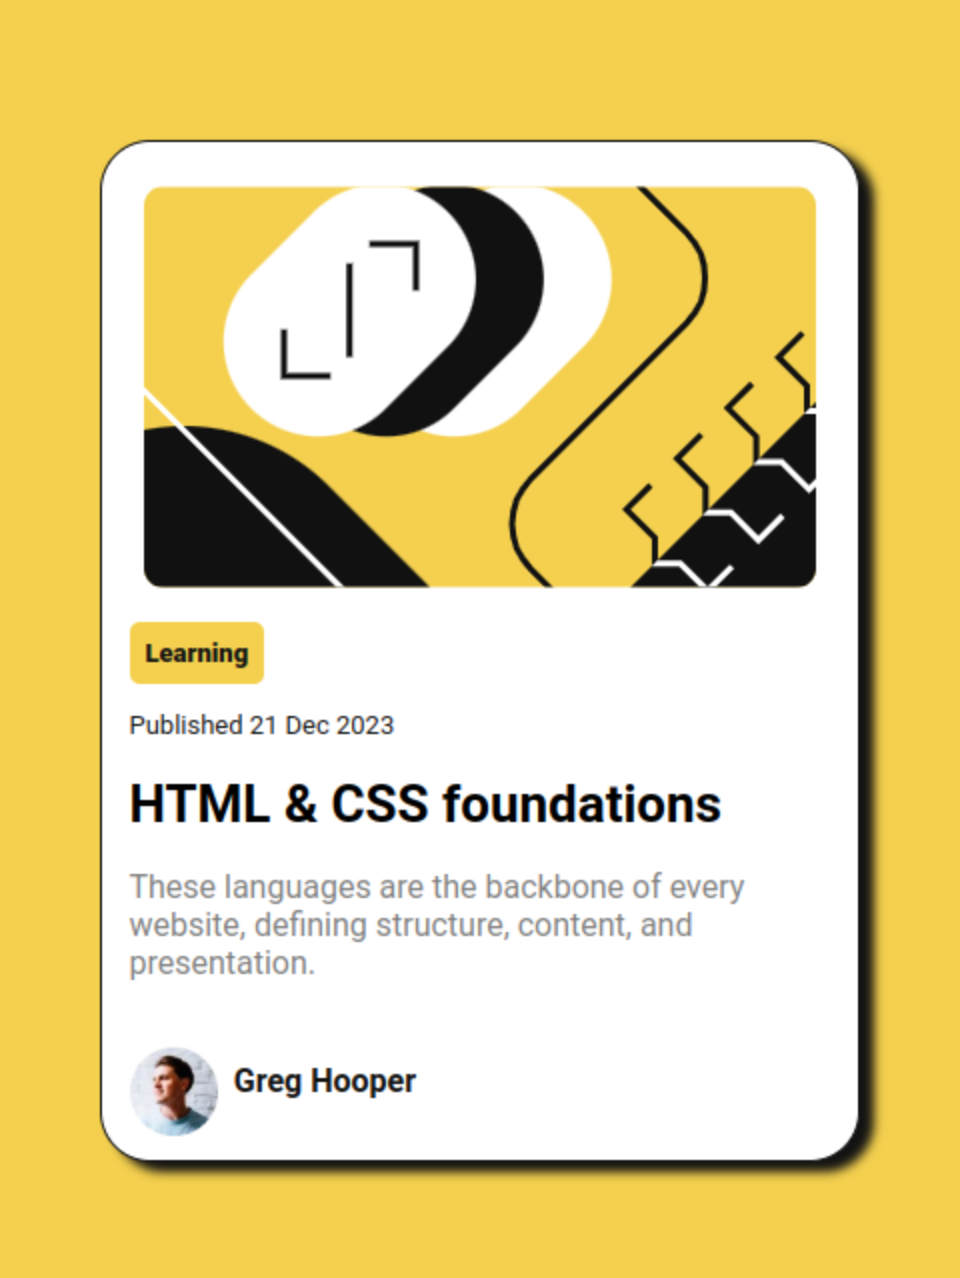 Learning
Published 21 Dec 2023
HTML & CSS foundations
These languages are the backbone of every
website, defining structure, content, and
presentation.
Greg Hooper